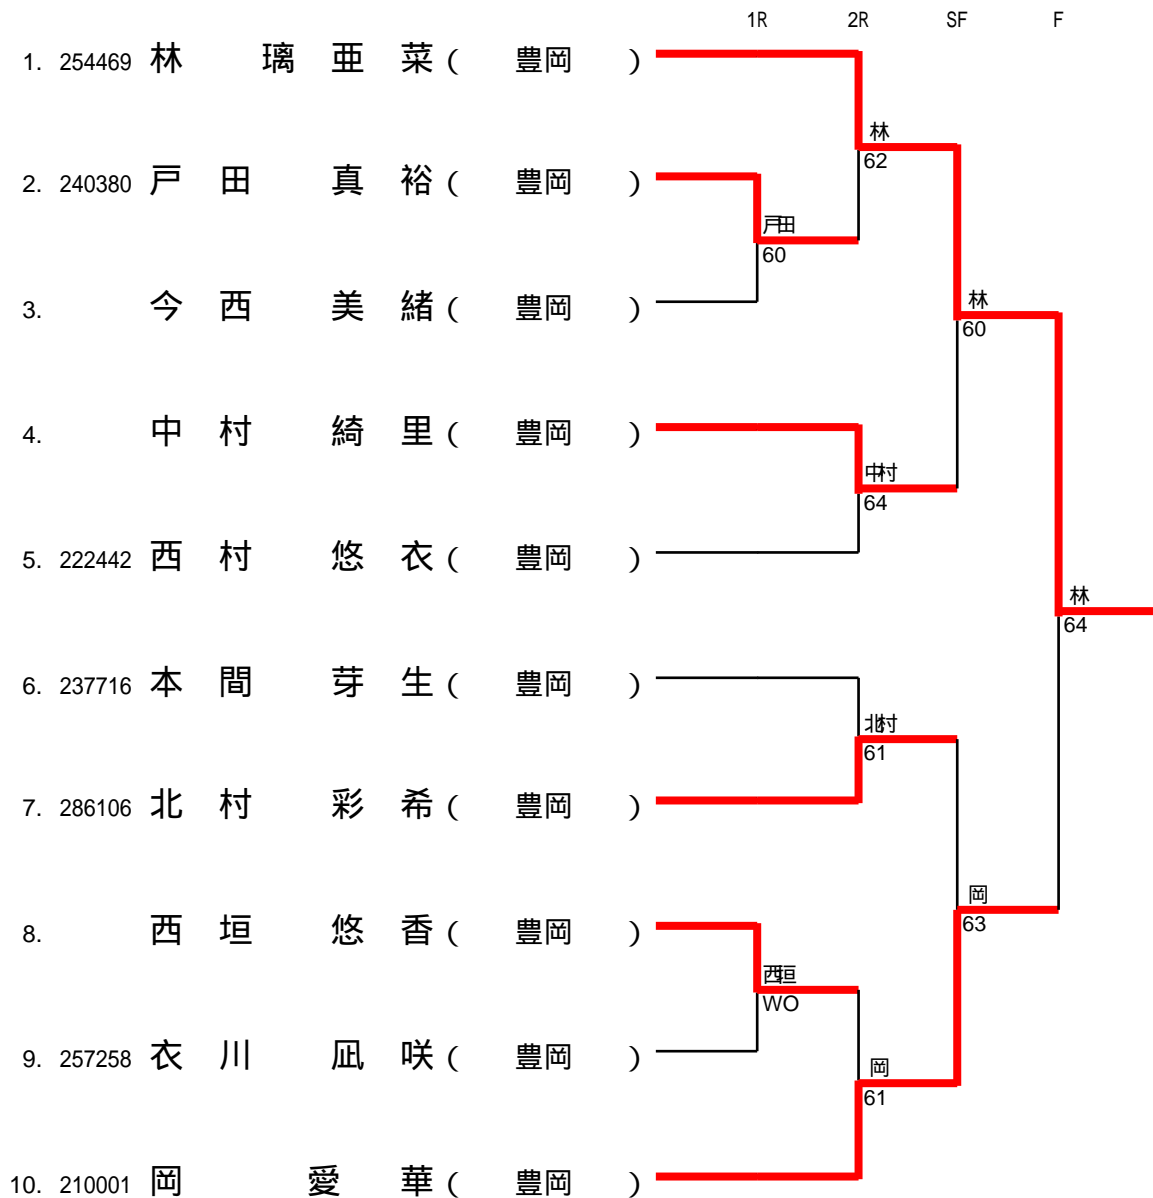 1R 2R SF F
1. 254469 林 璃 亜 菜 ( 豊岡 )
林
62
2. 240380 戸 田 真 裕 ( 豊岡 )
戸田
60
3. 今 西 美 緒 ( 豊岡 )
林
60
4. 中 村 綺 里 ( 豊岡 )
中村
64
5. 222442 西 村 悠 衣 ( 豊岡 )
林
64
6. 237716 本 間 芽 生 ( 豊岡 )
北村
61
7. 286106 北 村 彩 希 ( 豊岡 )
岡
63
8. 西 垣 悠 香 ( 豊岡 )
西垣
WO
9. 257258 衣 川 凪 咲 ( 豊岡 )
岡
61
10. 210001 岡 愛 華 ( 豊岡 )